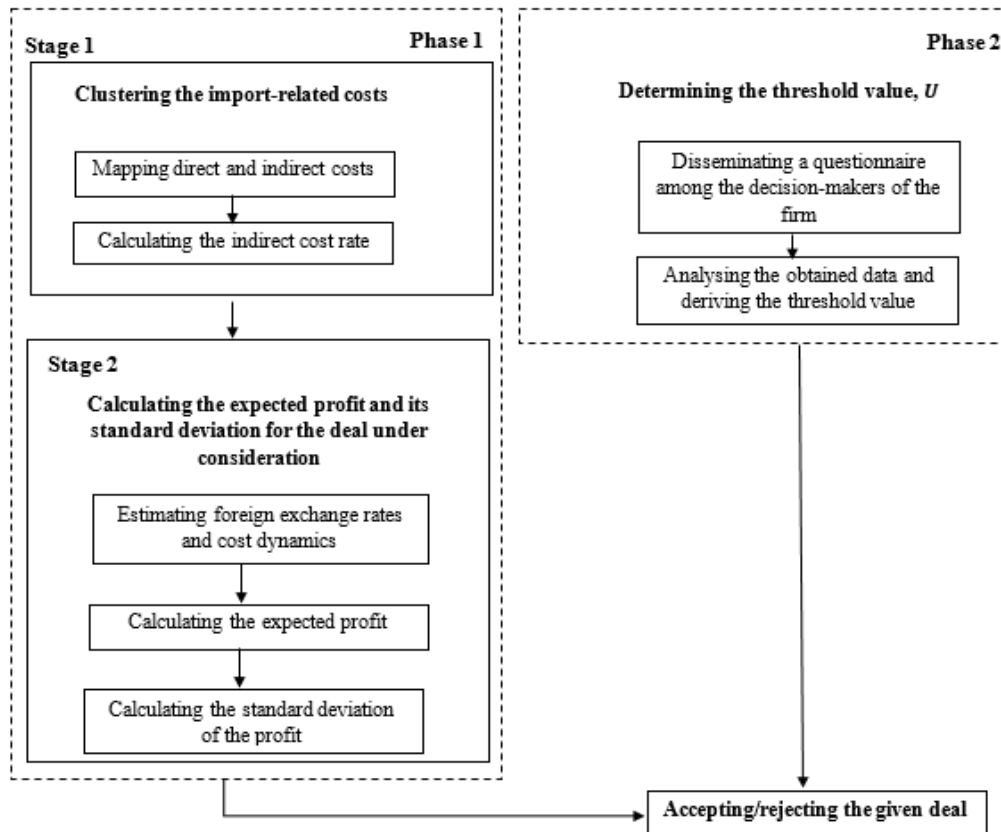 Stage 1
Phase 1
Clustering the import-related costs
Mapping direct and indirect costs
Calculating the indirect cost rate
Stage 2
Calculating the expected profit and its
standard deviation for the deal under
consideration
Estimating foreign exchange rates
and cost dynamics
Calculating the expected profit
Calculating the standard deviation
of the profit
Phase 2
Determining the threshold value, U
Disseminating a questionnaire
among the decision-makers of the
firm
Analysing the obtained data and
deriving the threshold value
Accepting/rejecting the given deal